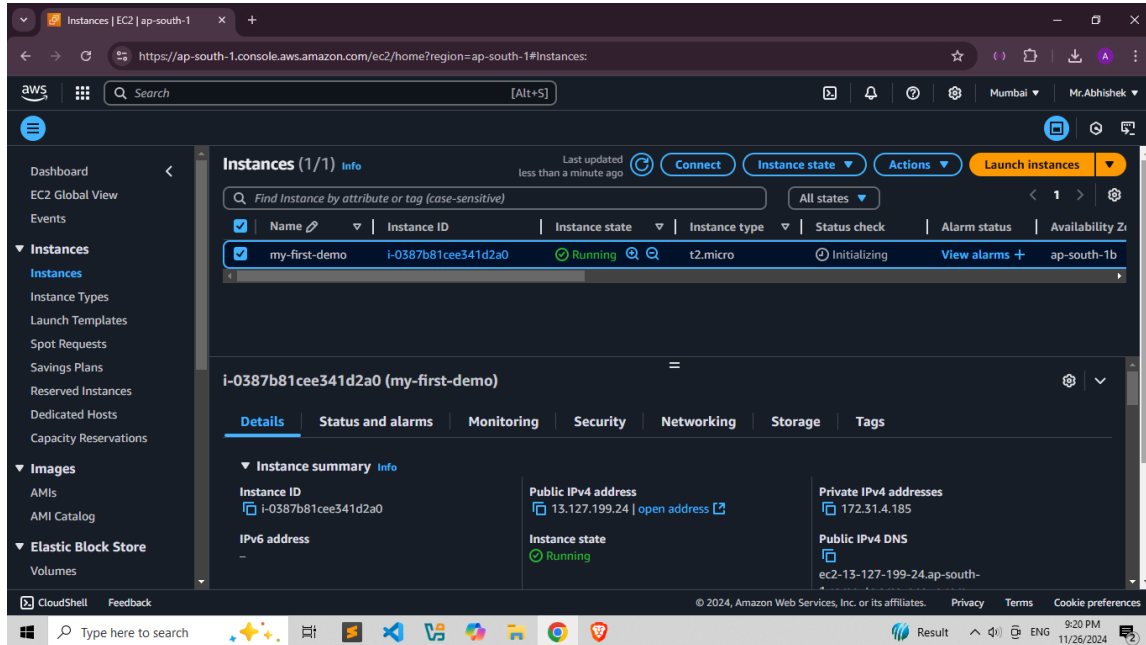 Instances | EC2 | ap-south-1
https://ap-south-1.console.aws.amazon.com/ec2/home?region=ap-south-1#Instances:
A
aws
Search [Alt+S] Mumbai Mr.Abhishek
Dashboard
EC2 Global View
Events
Instances
Instances
Instance Types
Launch Templates
Spot Requests
Savings Plans
Reserved Instances
Dedicated Hosts
Capacity Reservations
Images
AMIs
AMI Catalog
Elastic Block Store
Volumes
Instances (1/1) Info
Last updated
less than a minute ago
Connect Instance state Actions Launch instances
Find Instance by attribute or tag (case-sensitive) All states 1
Name Instance ID Instance state Instance type Status check Alarm status Availability Z
my-first-demo i-0387b81cee341d2a0 Running t2.micro Initializing View alarms + ap-south-1b
i-0387b81cee341d2a0 (my-first-demo)
Details Status and alarms Monitoring Security Networking Storage Tags
Instance summary Info
Instance ID
i-0387b81cee341d2a0
Public IPv4 address
13.127.199.24 | open address
Private IPv4 addresses
172.31.4.185
IPv6 address
–
Instance state
Running
Public IPv4 DNS
ec2-13-127-199-24.ap-south-
CloudShell Feedback © 2024, Amazon Web Services, Inc. or its affiliates. Privacy Terms Cookie preferences
Type here to search Result ENG 9:20 PM
11/26/2024 2